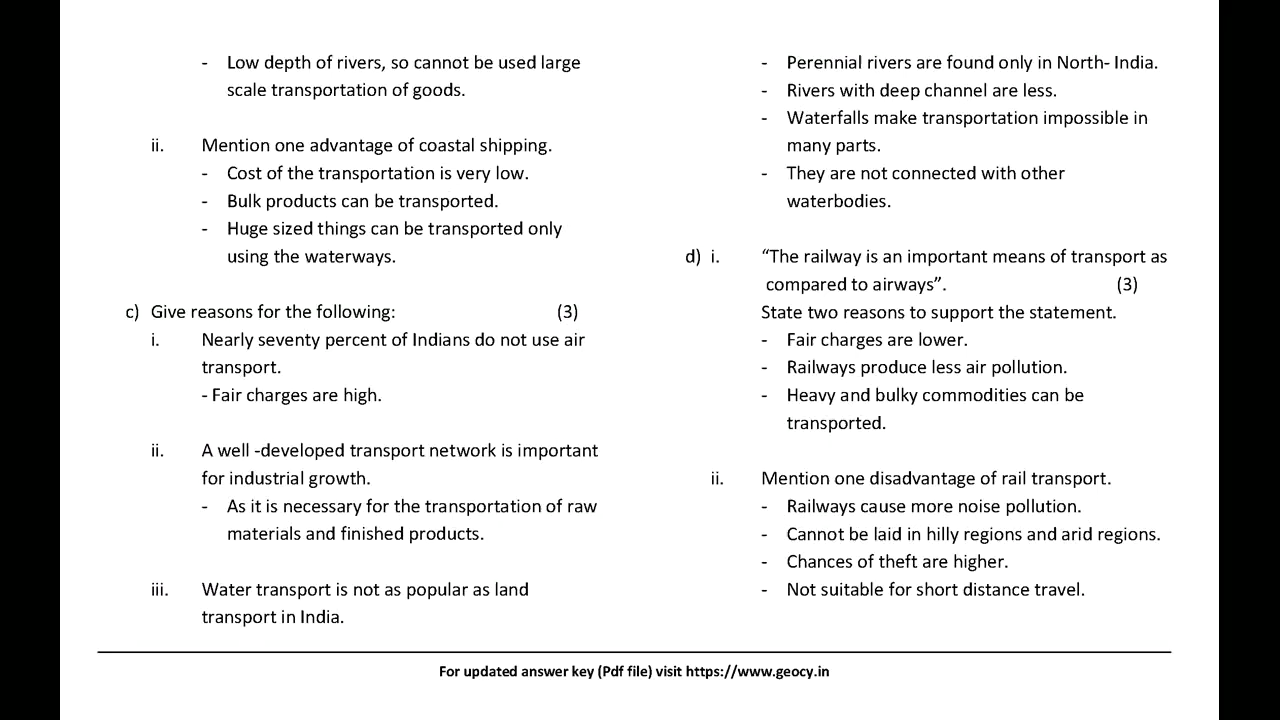 - Low depth of rivers, so cannot be used large
scale transportation of goods.
ii. Mention one advantage of coastal shipping.
- Cost of the transportation is very low.
- Bulk products can be transported.
- Huge sized things can be transported only
using the waterways.
c) Give reasons for the following: (3)
i. Nearly seventy percent of Indians do not use air
transport.
- Fair charges are high.
ii. A well -developed transport network is important
for industrial growth.
- As it is necessary for the transportation of raw
materials and finished products.
iii. Water transport is not as popular as land
transport in India.
- Perennial rivers are found only in North- India.
- Rivers with deep channel are less.
- Waterfalls make transportation impossible in
many parts.
- They are not connected with other
waterbodies.
d) i. “The railway is an important means of transport as
compared to airways”. (3)
State two reasons to support the statement.
- Fair charges are lower.
- Railways produce less air pollution.
- Heavy and bulky commodities can be
transported.
ii. Mention one disadvantage of rail transport.
- Railways cause more noise pollution.
- Cannot be laid in hilly regions and arid regions.
- Chances of theft are higher.
- Not suitable for short distance travel.
For updated answer key (Pdf file) visit https://www.geocy.in